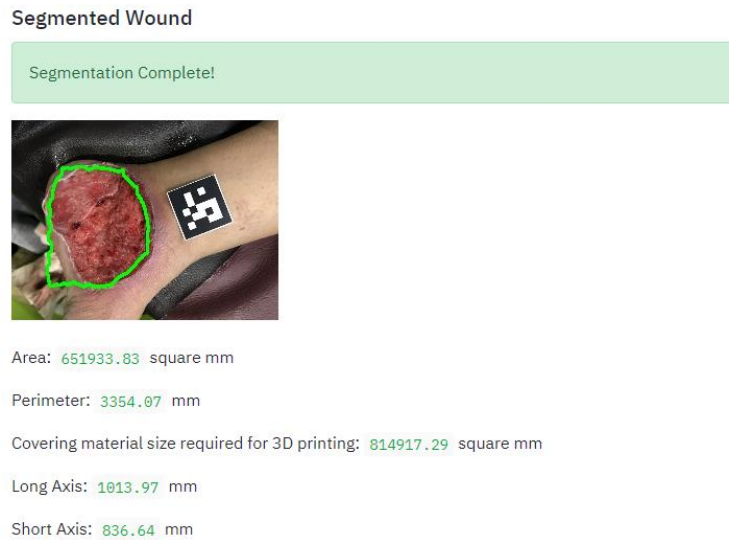 Segmented Wound
Segmentation Complete!
Area: 651933.83 square mm
Perimeter: 3354.07 mm
Covering material size required for 3D printing: 814917.29 square mm
Long Axis: 1013.97 mm
Short Axis: 836.64 mm